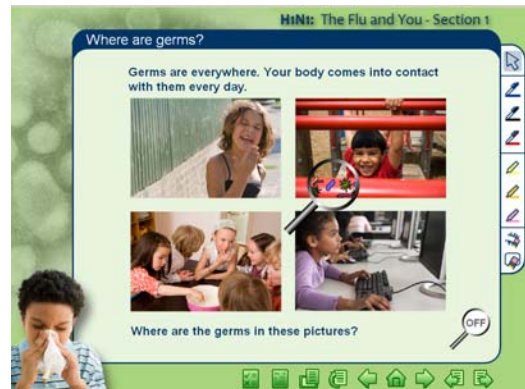 H1N1: The Flu and You - Section 1
Where are germs?
Germs are everywhere. Your body comes into contact
with them every day.
Where are the germs in these pictures?
OFF